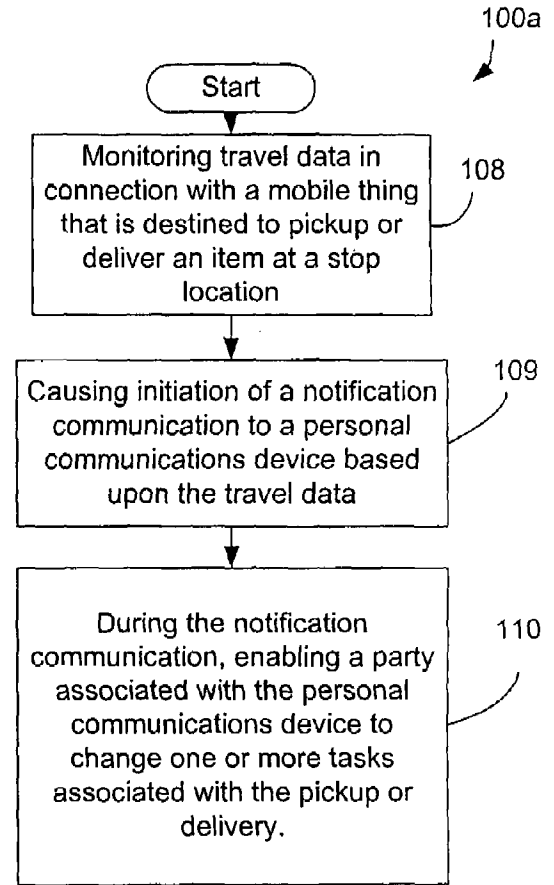 100a
Start
Monitoring travel data in
connection with a mobile thing
that is destined to pickup or
deliver an item at a stop
location
108
Causing initiation of a notification
communication to a personal
communications device based
upon the travel data
109
During the notification
communication, enabling a party
associated with the personal
communications device to
change one or more tasks
associated with the pickup or
delivery.
110